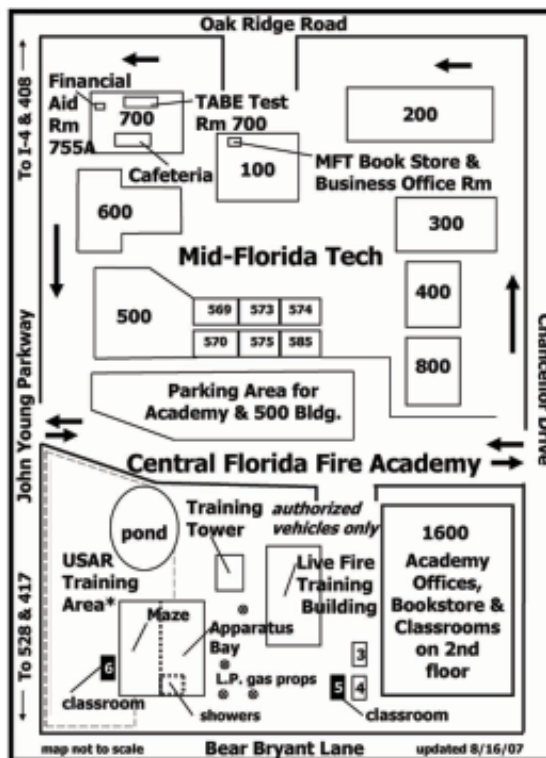 Oak Ridge Road
To I-4 & 408
Financial
Aid
Rm
755A
700
TABE Test
Rm 700
Cafeteria
100
MFT Book Store &
Business Office Rm
200
600
300
Mid-Florida Tech
400
500
569 573 574
570 575 585
800
Parking Area for
Academy & 500 Bldg.
John Young Parkway
Chancellor Drive
Central Florida Fire Academy
To 528 & 417
pond
Training
Tower
authorized
vehicles only
1600
Academy
Offices,
Bookstore &
Classrooms
on 2nd
floor
USAR
Training
Area*
Live Fire
Training
Building
Maze
Apparatus
Bay
6
classroom
L.P. gas props
showers
3
5
4
classroom
map not to scale
Bear Bryant Lane
updated 8/16/07